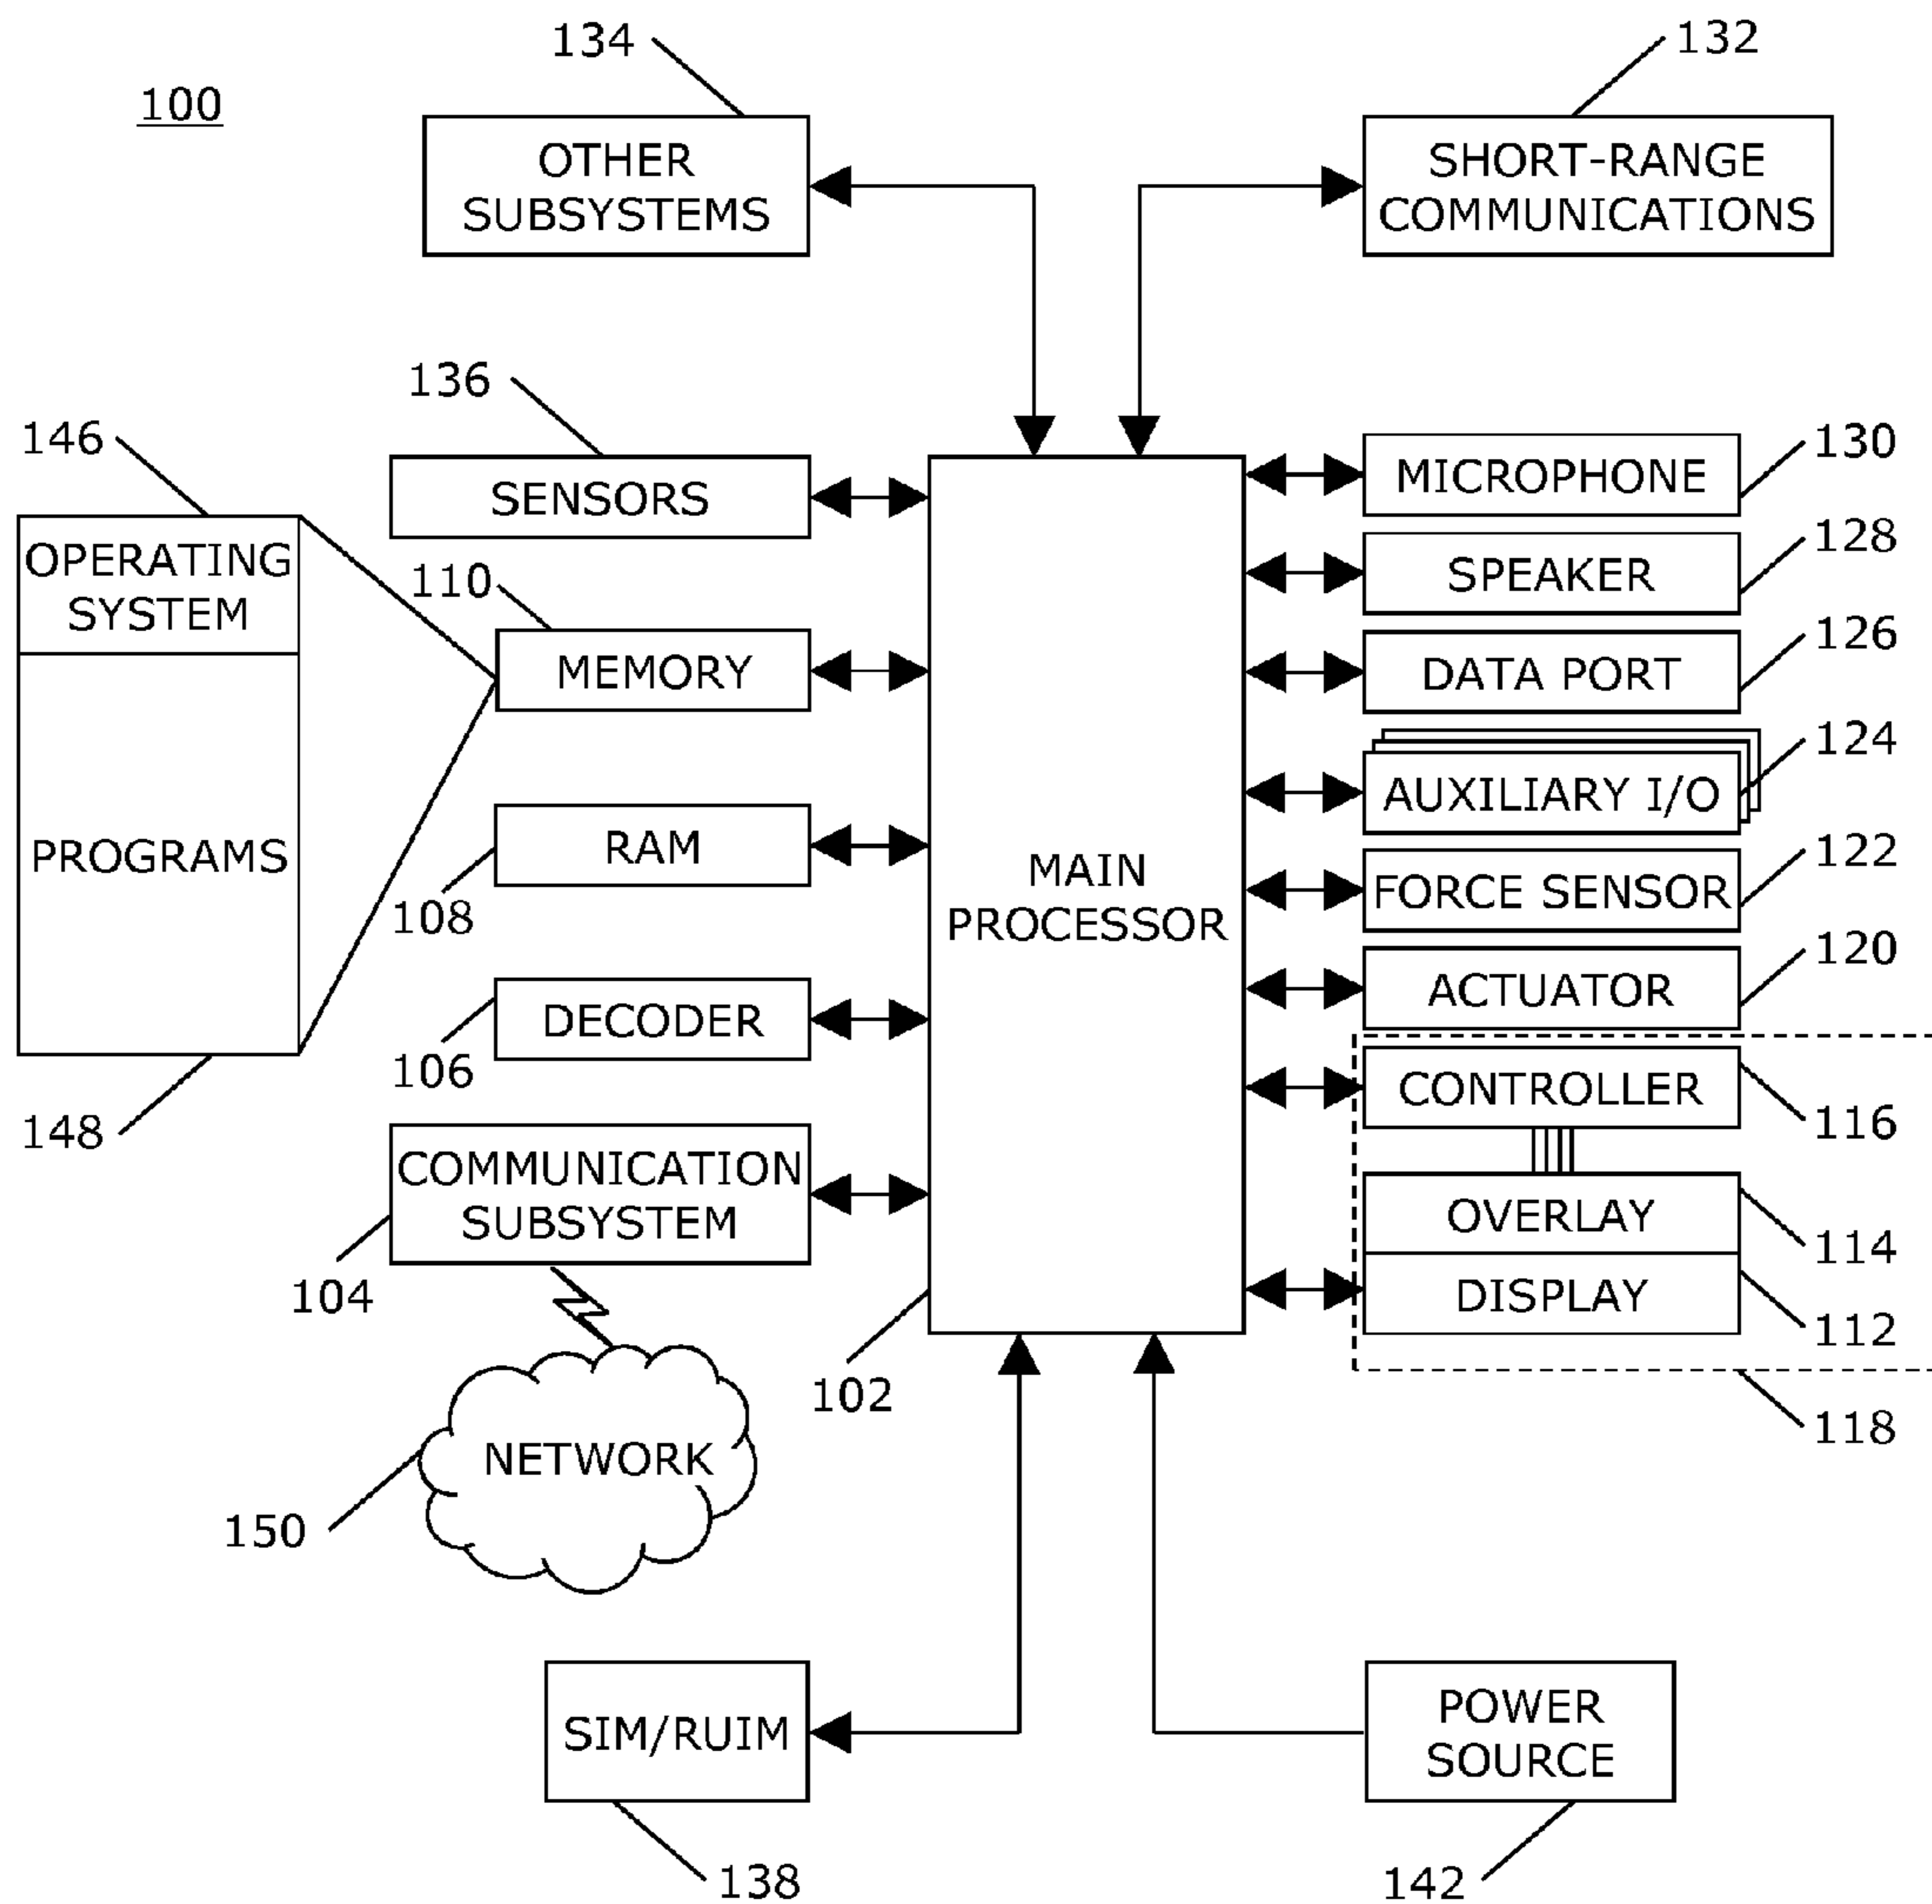 134
132
100
OTHER
SUBSYSTEMS
SHORT-RANGE
COMMUNICATIONS
136
146
SENSORS
MICROPHONE
130
OPERATING
SYSTEM
110
SPEAKER
128
MEMORY
DATA PORT
126
PROGRAMS
RAM
108
AUXILIARY I/O
124
MAIN
PROCESSOR
FORCE SENSOR
122
DECODER
106
ACTUATOR
120
148
CONTROLLER
116
COMMUNICATION
SUBSYSTEM
104
OVERLAY
114
DISPLAY
112
102
118
NETWORK
150
SIM/RUIM
138
POWER
SOURCE
142